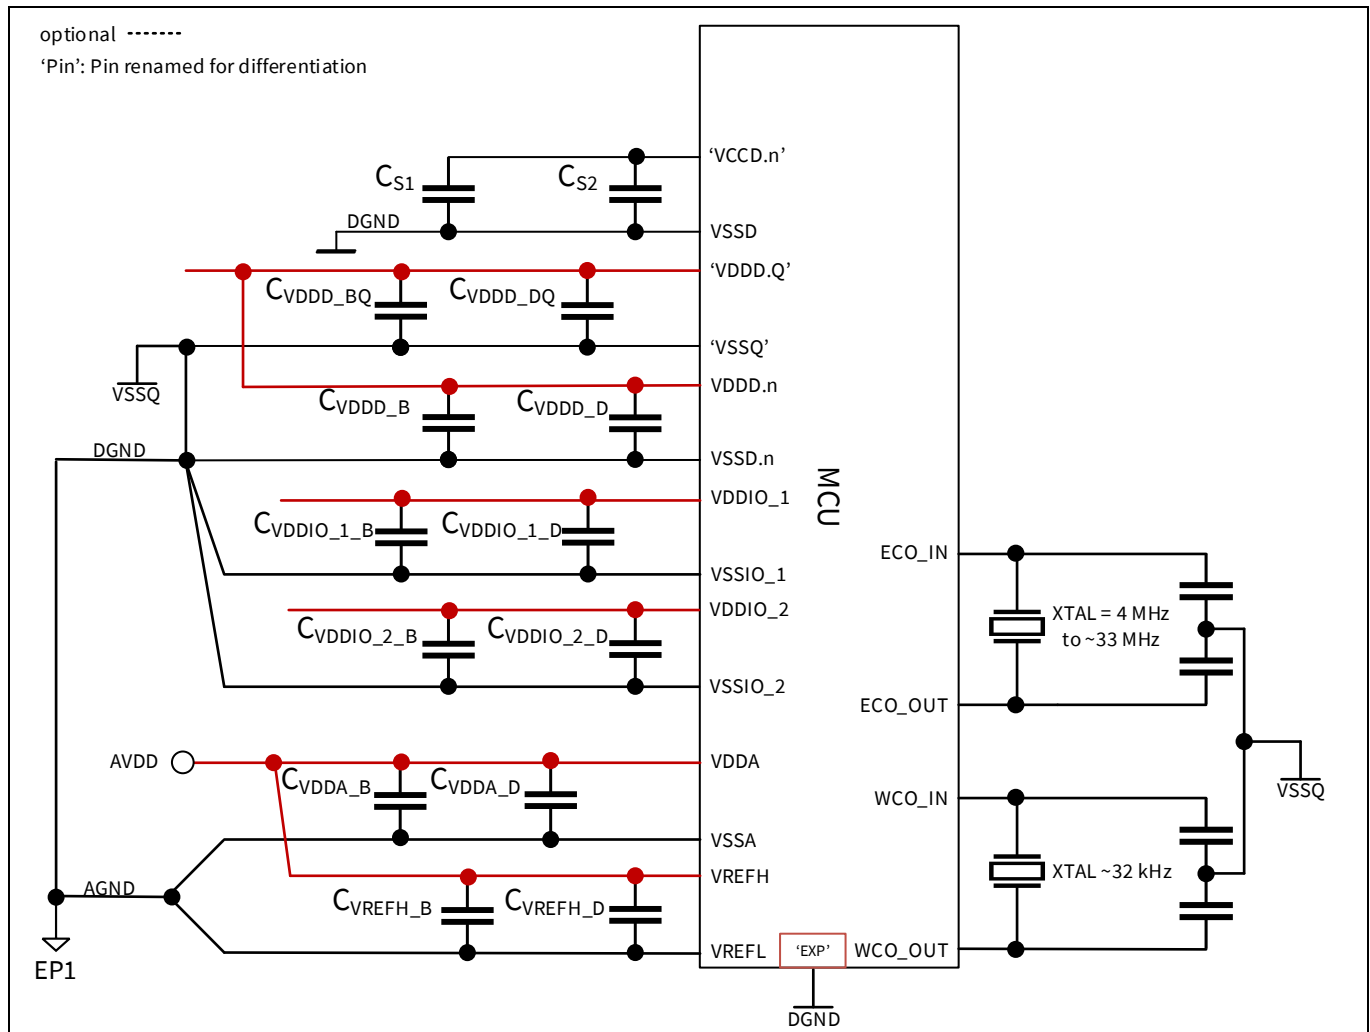 optional -------
‘Pin’: Pin renamed for differentiation
‘VCCD.n’
CS1
CS2
DGND
VSSD
‘VDDD.Q’
CVDDD_BQ
CVDDD_DQ
‘VSSQ’
VSSQ
VDDD.n
CVDDD_B
CVDDD_D
DGND
VSSD.n
VDDIO_1
CVDDIO_1_B
CVDDIO_1_D
VSSIO_1
VDDIO_2
CVDDIO_2_B
CVDDIO_2_D
VSSIO_2
AVDD
VDDA
CVDDA_B
CVDDA_D
VSSA
VREFH
AGND
CVREFH_B
CVREFH_D
VREFL
EP1
MCU
‘EXP’
DGND
ECO_IN
XTAL = 4 MHz
to ~33 MHz
ECO_OUT
VSSQ
WCO_IN
XTAL ~32 kHz
WCO_OUT